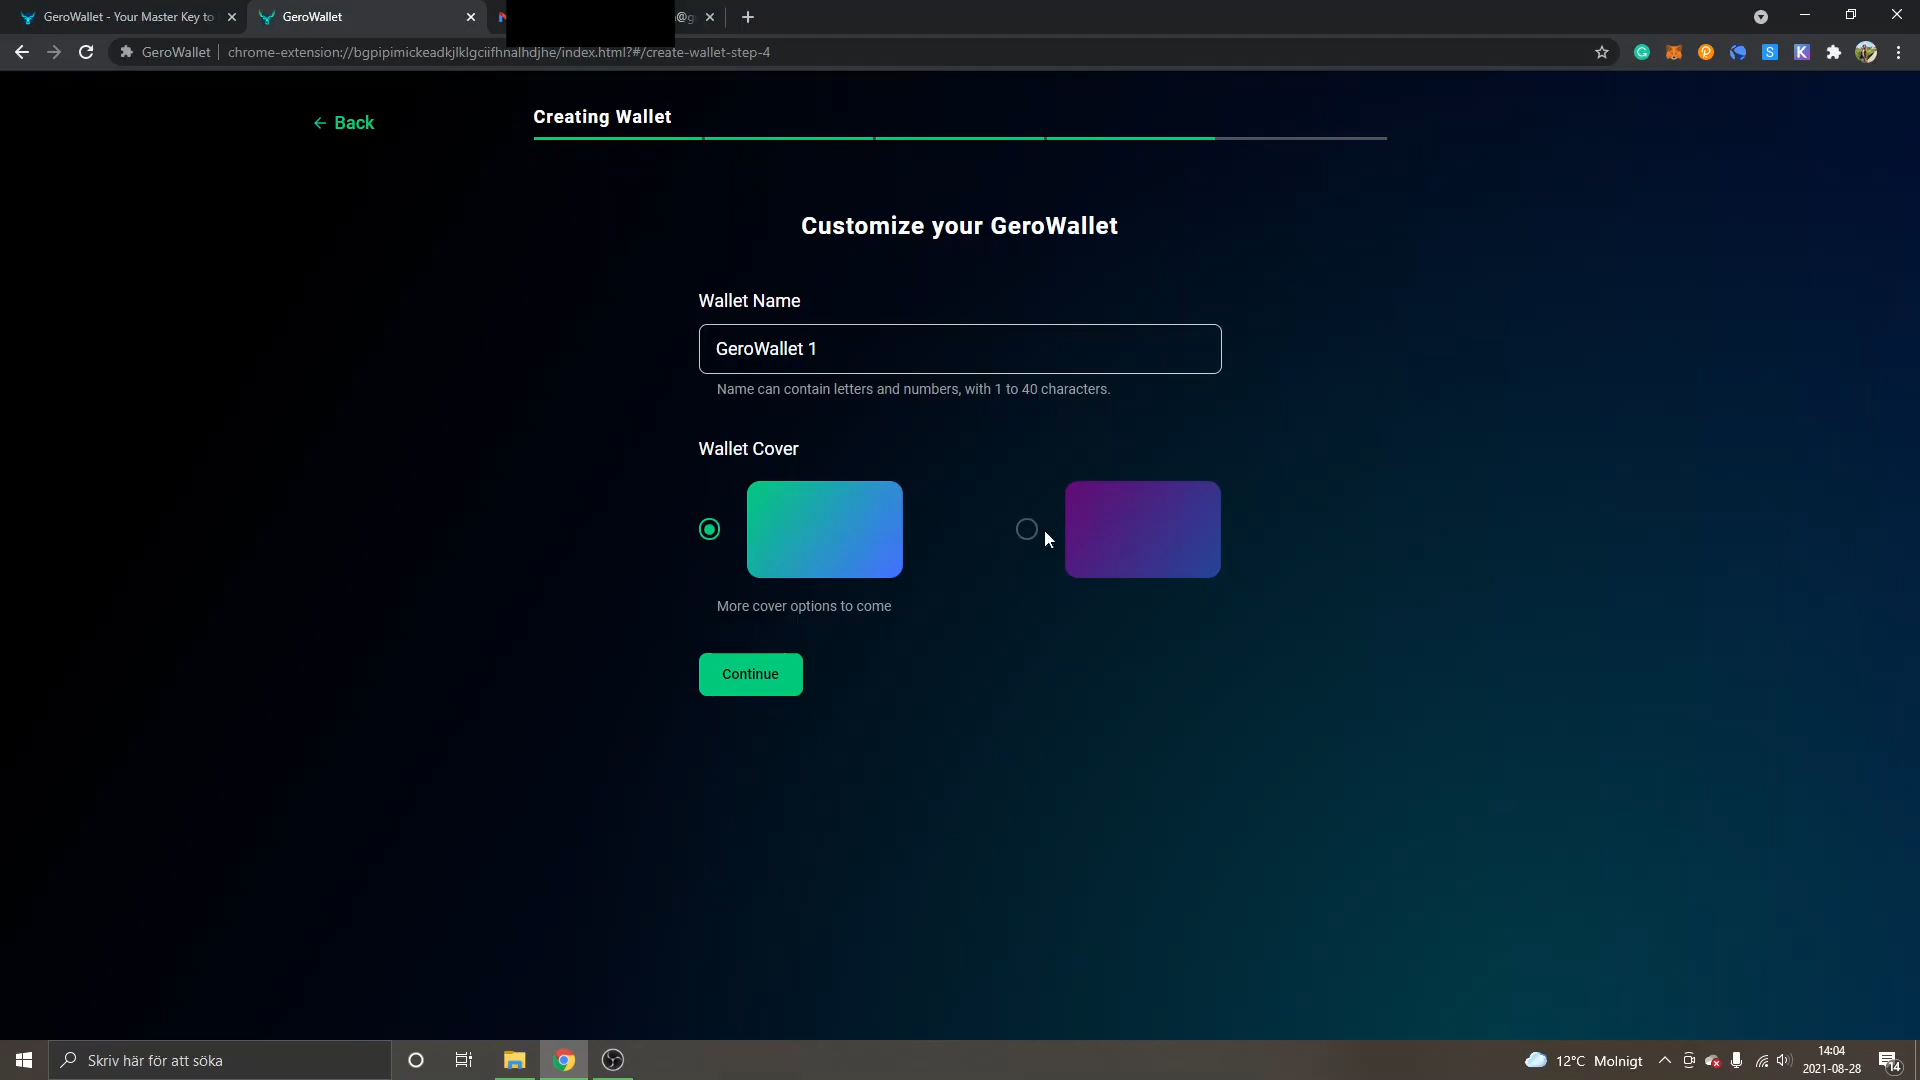 GeroWallet - Your Master Key to
GeroWallet
@g
GeroWallet
chrome-extension://bgpipimickeadkjlklgciifhnalhdjhe/index.html?#/create-wallet-step-4
Back
Creating Wallet
Customize your GeroWallet
Wallet Name
GeroWallet 1
Name can contain letters and numbers, with 1 to 40 characters.
Wallet Cover
More cover options to come
Continue
Skriv här för att söka
12°C Molnigt
14:04
2021-08-28
14